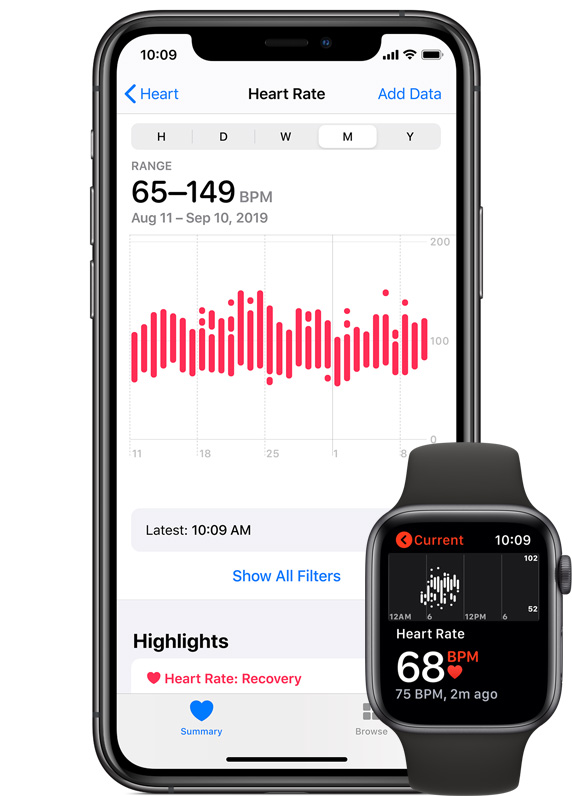 10:09
Heart
Heart Rate
Add Data
H D W M Y
RANGE
65–149 BPM
Aug 11 – Sep 10, 2019
200
100
0
11 18 25 1 8
Latest: 10:09 AM
Show All Filters
Highlights
Heart Rate: Recovery
Summary
Browse
Current
10:09
102
52
12AM 6 12PM 6
Heart Rate
68 BPM
75 BPM, 2m ago